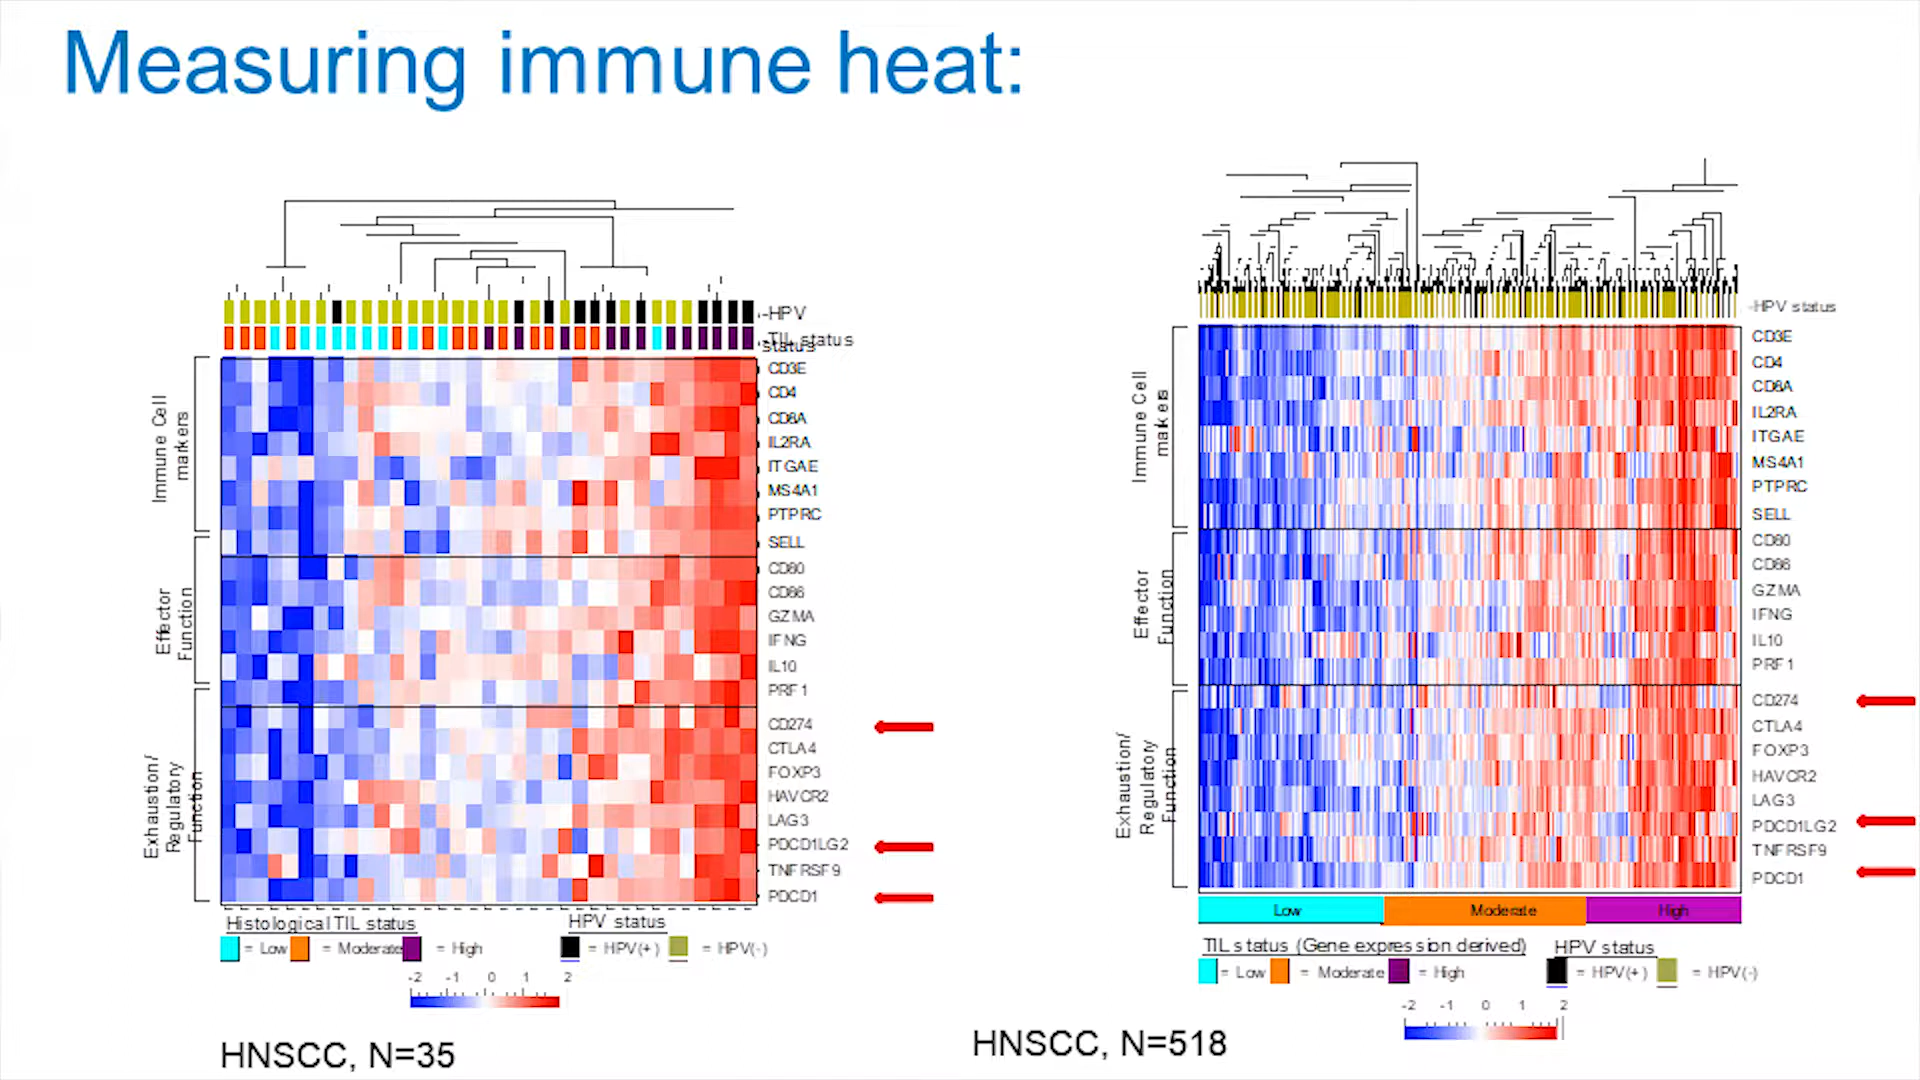 Measuring immune heat:
-HPV
-TIL status
status
Immune Cell
markers
Effector
Function
Exhaustion/
Regulatory
Function
CD3E
CD4
CD8A
IL2RA
ITGAE
MS4A1
PTPRC
SELL
CD80
CD86
GZMA
IFNG
IL10
PRF1
CD274
CTLA4
FOXP3
HAVCR2
LAG3
PDCD1LG2
TNFRSF9
PDCD1
Histological TIL status
= Low = Moderate = High
HPV status
= HPV(+) = HPV(-)
-2 -1 0 1 2
HNSCC, N=35
-HPV status
Immune Cell
markers
Effector
Function
Exhaustion/
Regulatory
Function
CD3E
CD4
CD8A
IL2RA
ITGAE
MS4A1
PTPRC
SELL
CD80
CD86
GZMA
IFNG
IL10
PRF1
CD274
CTLA4
FOXP3
HAVCR2
LAG3
PDCD1LG2
TNFRSF9
PDCD1
Low Moderate High
TIL status (Gene expression derived)
= Low = Moderate = High
HPV status
= HPV(+) = HPV(-)
-2 -1 0 1 2
HNSCC, N=518